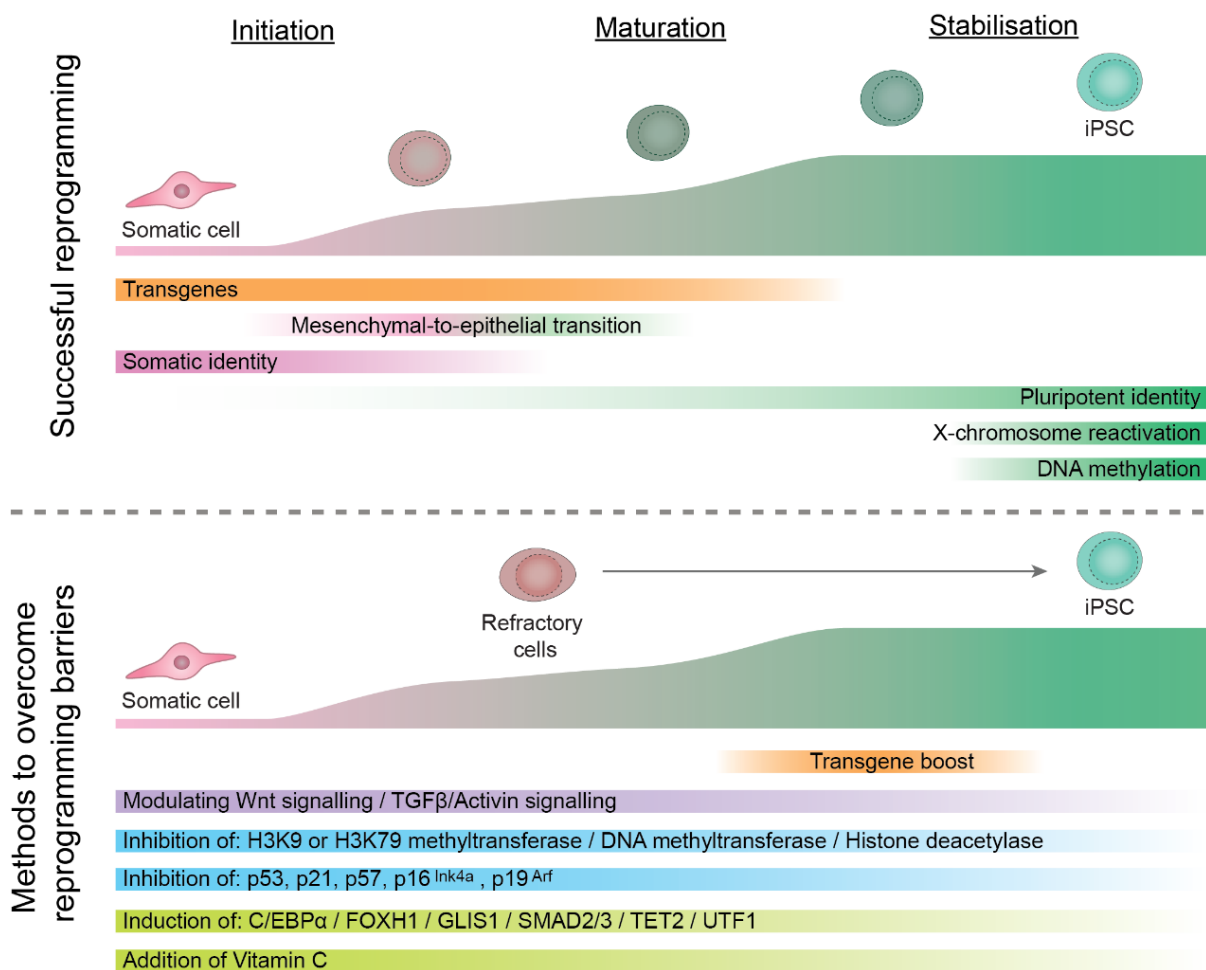 Successful reprogramming
Initiation
Maturation
Stabilisation
iPSC
Somatic cell
Transgenes
Mesenchymal-to-epithelial transition
Somatic identity
Pluripotent identity
X-chromosome reactivation
DNA methylation
Methods to overcome
reprogramming barriers
Refractory
cells
iPSC
Somatic cell
Transgene boost
Modulating Wnt signalling / TGFβ/Activin signalling
Inhibition of: H3K9 or H3K79 methyltransferase / DNA methyltransferase / Histone deacetylase
Inhibition of: p53, p21, p57, p16 Ink4a , p19 Arf
Induction of: C/EBPα / FOXH1 / GLIS1 / SMAD2/3 / TET2 / UTF1
Addition of Vitamin C